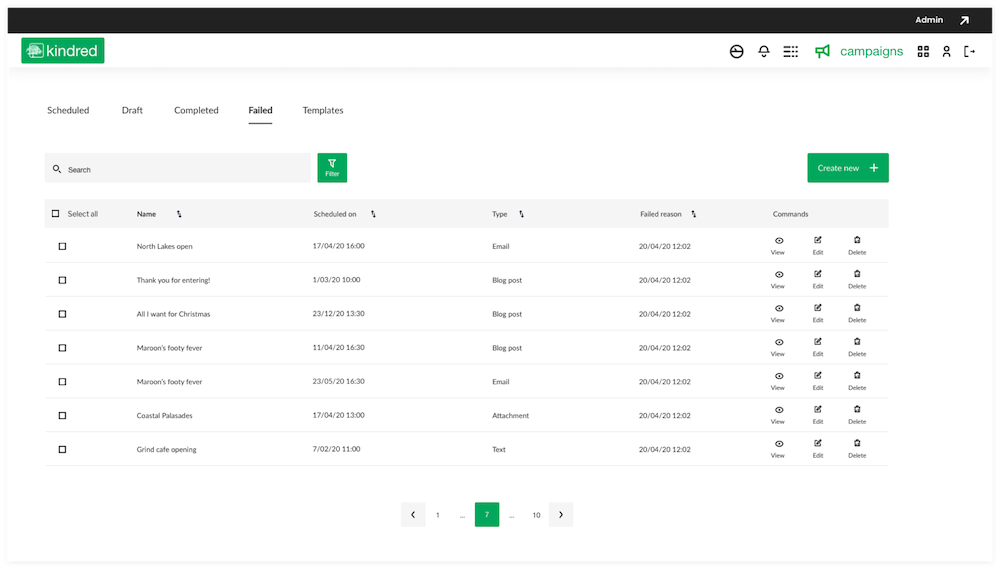 Admin
kindred
campaigns
Scheduled Draft Completed Failed Templates
Search
Filter
Create new +
Select all Name Scheduled on Type Failed reason Commands
North Lakes open 17/04/20 16:00 Email 20/04/20 12:02 View Edit Delete
Thank you for entering! 1/03/20 10:00 Blog post 20/04/20 12:02 View Edit Delete
All I want for Christmas 23/12/20 13:30 Blog post 20/04/20 12:02 View Edit Delete
Maroon's footy fever 11/04/20 16:30 Blog post 20/04/20 12:02 View Edit Delete
Maroon's footy fever 23/05/20 16:30 Email 20/04/20 12:02 View Edit Delete
Coastal Palasades 17/04/20 13:00 Attachment 20/04/20 12:02 View Edit Delete
Grind cafe opening 7/02/20 11:00 Text 20/04/20 12:02 View Edit Delete
1 ... 7 ... 10